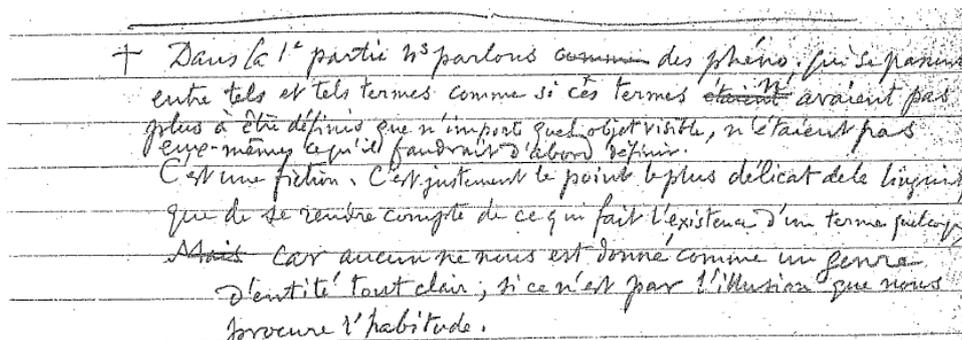 † Dans la 1e partie ns parlons comme des phéno. qui se passent
entre tels et tels termes comme si ces termes étaient n'avaient pas
plus à être définis que n'importe quel objet visible, n'étaient pas
eux-mêmes ce qu'il faudrait d'abord définir.
C'est une fiction. C'est justement le point le plus délicat de la linguis
que de se rendre compte de ce qui fait l'existence d'un terme quelcoqu
Mais Car aucun ne nous est donné comme un genre
d'entité tout clair, si ce n'est par l'illusion que nous
procure l'habitude.